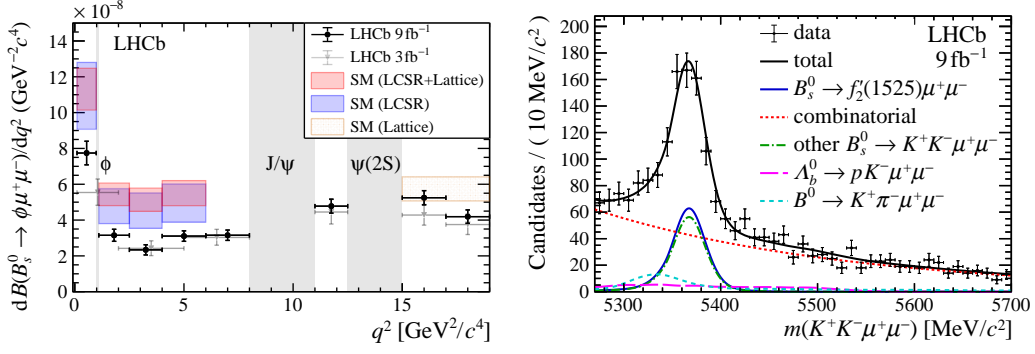 ×10⁻⁸
14
12
10
8
6
4
2
0
0
5
10
15
q² [GeV²/c⁴]
dB(B⁰ₛ → ϕμ⁺μ⁻)/dq² (GeV⁻²c⁴)
LHCb
ϕ
J/ψ
ψ(2S)
LHCb 9 fb⁻¹
LHCb 3 fb⁻¹
SM (LCSR+Lattice)
SM (LCSR)
SM (Lattice)
200
180
160
140
120
100
80
60
40
20
0
5300
5400
5500
5600
5700
m(K⁺K⁻μ⁺μ⁻) [MeV/c²]
Candidates / (10 MeV/c²)
LHCb
9 fb⁻¹
data
total
B⁰ₛ → f′₂(1525)μ⁺μ⁻
combinatorial
other B⁰ₛ → K⁺K⁻μ⁺μ⁻
Λ⁰_b → pK⁻μ⁺μ⁻
B⁰ → K⁺π⁻μ⁺μ⁻